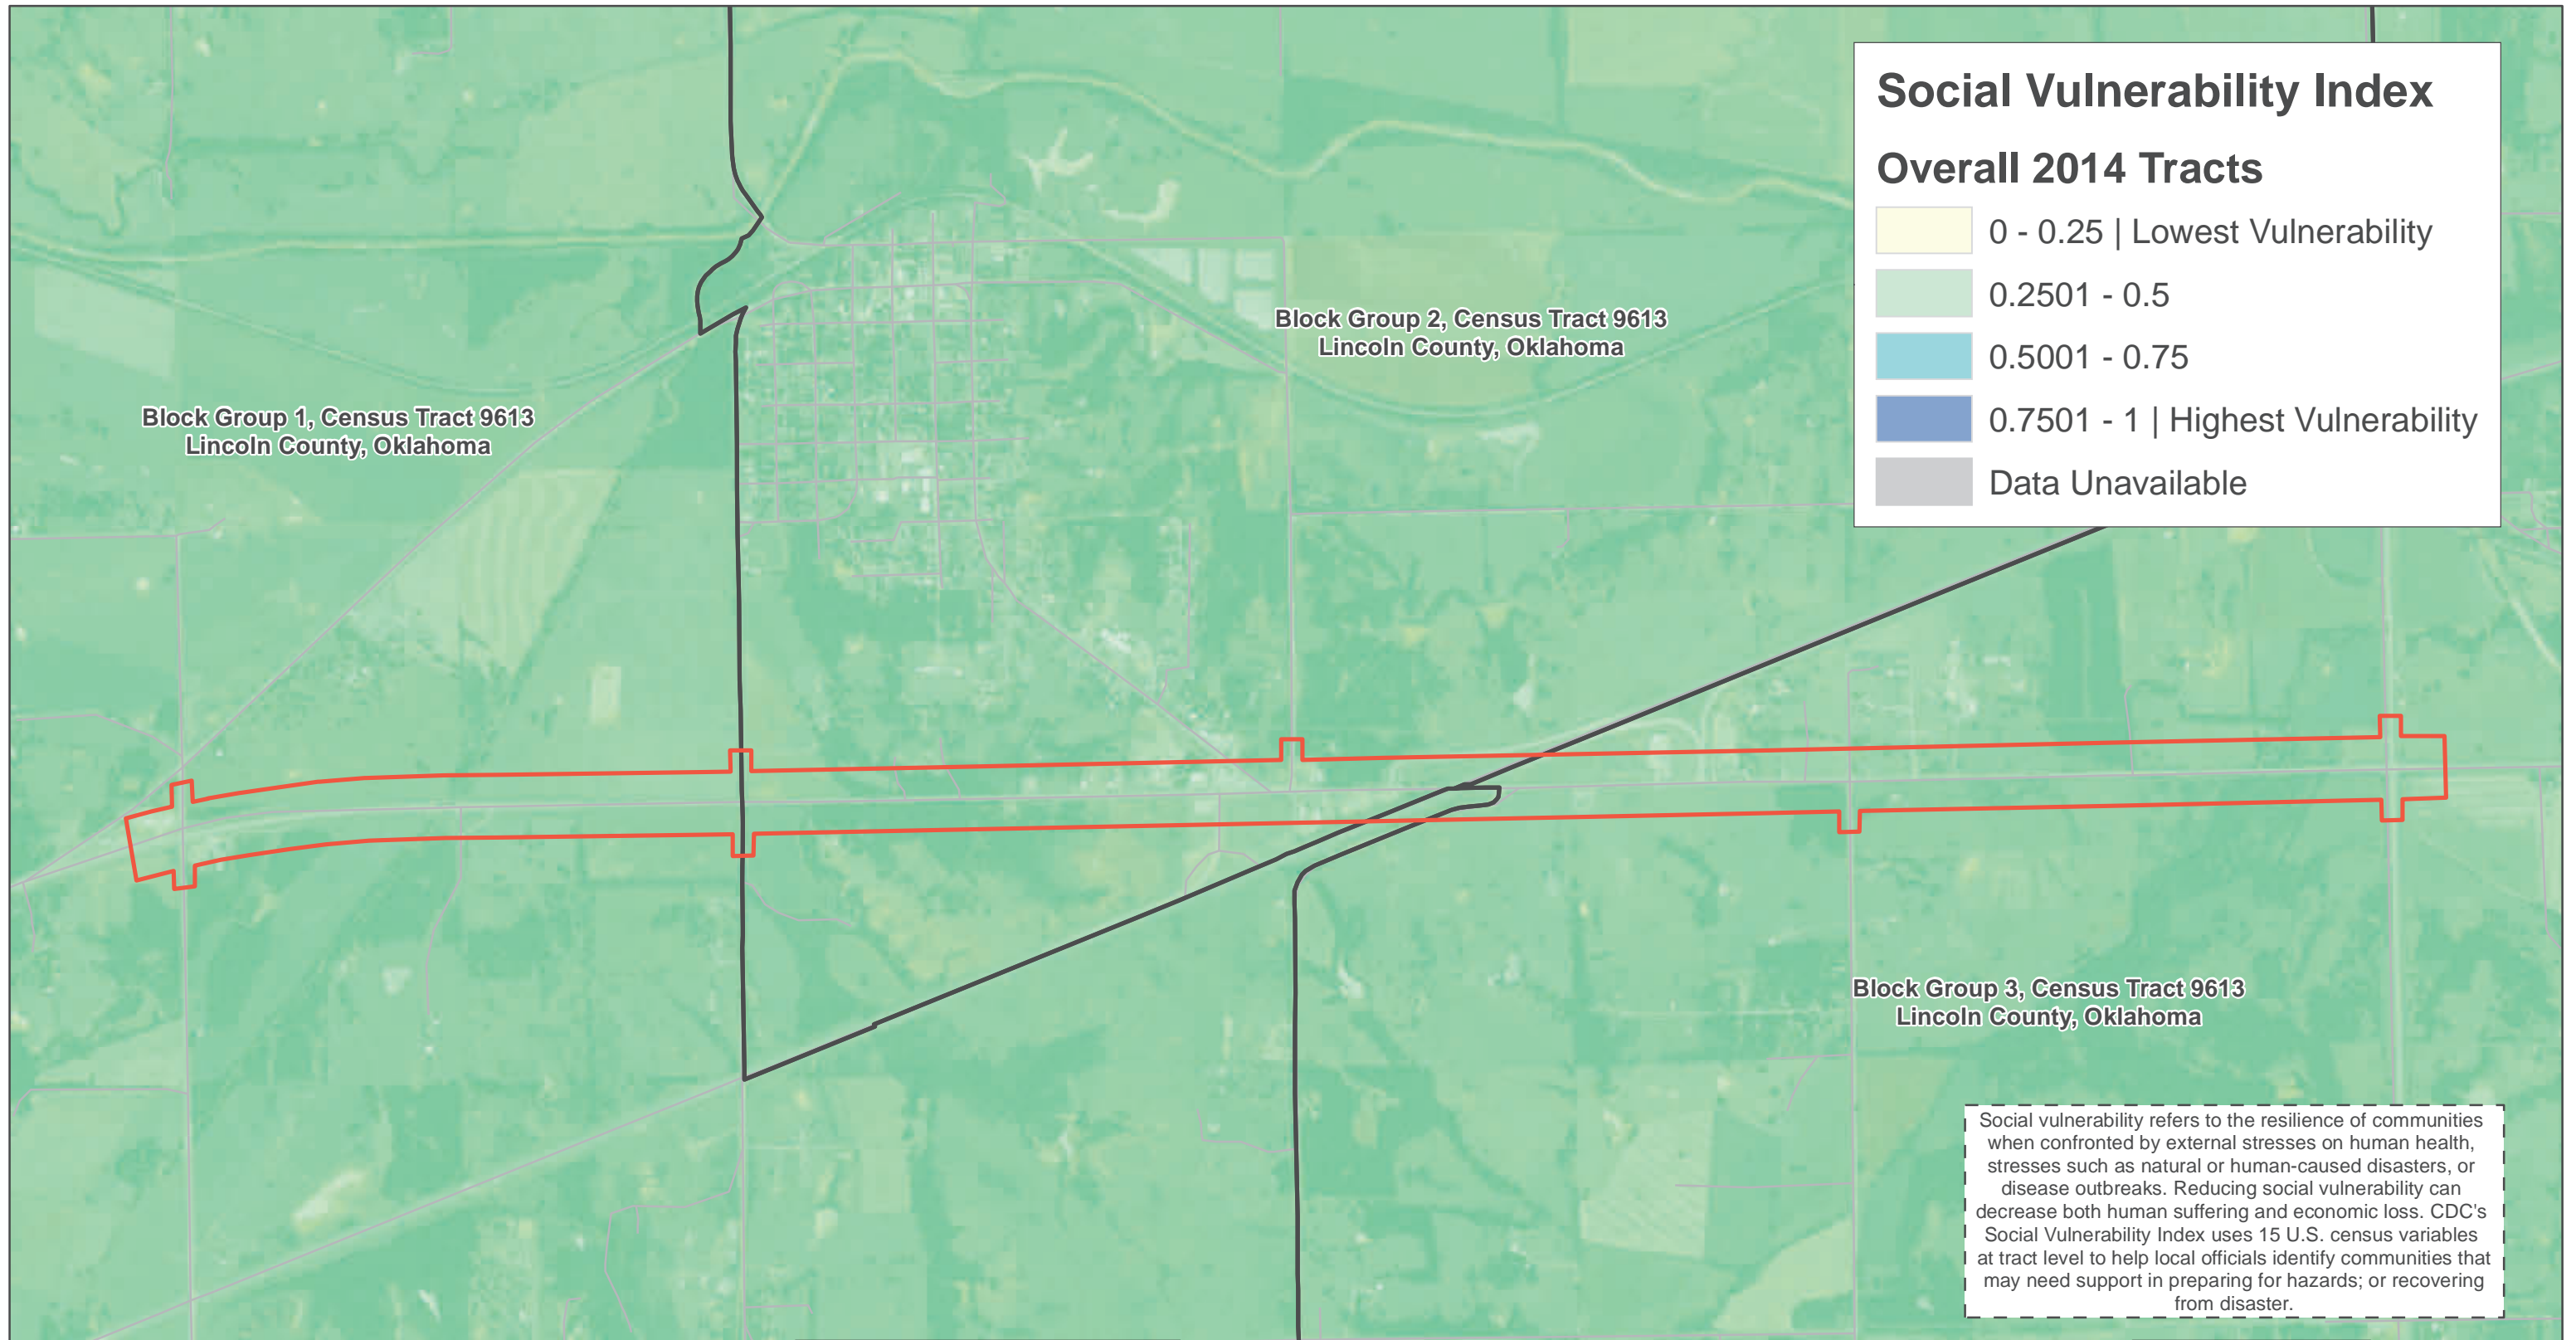 Social Vulnerability Index
Overall 2014 Tracts
0 - 0.25 | Lowest Vulnerability
0.2501 - 0.5
0.5001 - 0.75
0.7501 - 1 | Highest Vulnerability
Data Unavailable
Block Group 2, Census Tract 9613
Lincoln County, Oklahoma
Block Group 1, Census Tract 9613
Lincoln County, Oklahoma
Block Group 3, Census Tract 9613
Lincoln County, Oklahoma
Social vulnerability refers to the resilience of communities
when confronted by external stresses on human health,
stresses such as natural or human-caused disasters, or
disease outbreaks. Reducing social vulnerability can
decrease both human suffering and economic loss. CDC's
Social Vulnerability Index uses 15 U.S. census variables
at tract level to help local officials identify communities that
may need support in preparing for hazards; or recovering
from disaster.